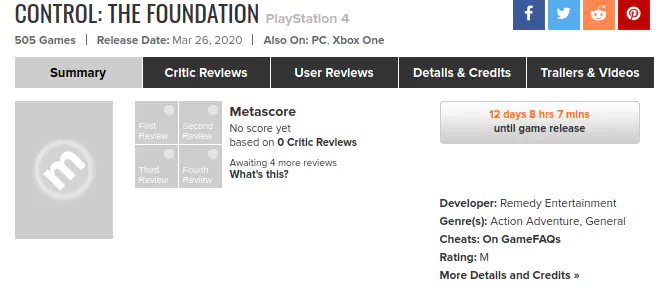 CONTROL: THE FOUNDATION PlayStation 4
505 Games | Release Date: Mar 26, 2020 | Also On: PC, Xbox One
Summary
Critic Reviews
User Reviews
Details & Credits
Trailers & Videos
m
First Review
Second Review
Third Review
Fourth Review
Metascore
No score yet
based on 0 Critic Reviews
Awaiting 4 more reviews
What's this?
12 days 8 hrs 7 mins
until game release
Developer: Remedy Entertainment
Genre(s): Action Adventure, General
Cheats: On GameFAQs
Rating: M
More Details and Credits »